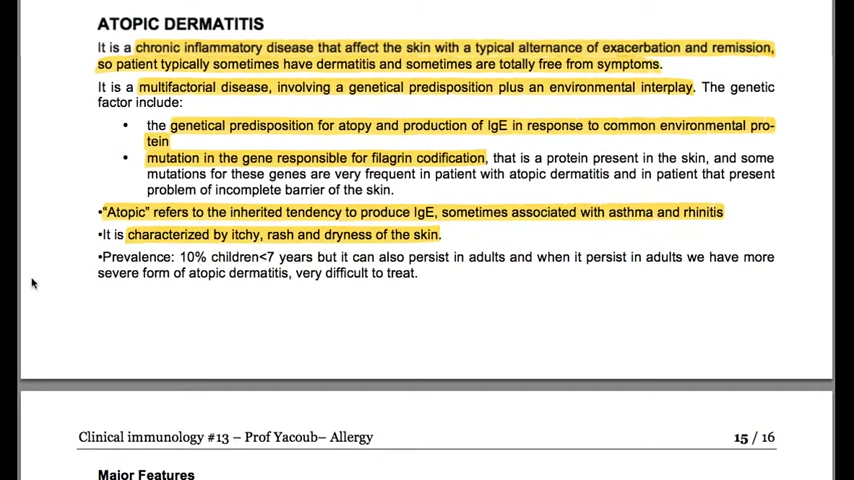 ATOPIC DERMATITIS
It is a chronic inflammatory disease that affect the skin with a typical alternance of exacerbation and remission,
so patient typically sometimes have dermatitis and sometimes are totally free from symptoms.
It is a multifactorial disease, involving a genetical predisposition plus an environmental interplay. The genetic
factor include:
• the genetical predisposition for atopy and production of IgE in response to common environmental pro-
tein
• mutation in the gene responsible for filagrin codification, that is a protein present in the skin, and some
mutations for these genes are very frequent in patient with atopic dermatitis and in patient that present
problem of incomplete barrier of the skin.
•“Atopic” refers to the inherited tendency to produce IgE, sometimes associated with asthma and rhinitis
•It is characterized by itchy, rash and dryness of the skin.
•Prevalence: 10% children<7 years but it can also persist in adults and when it persist in adults we have more
severe form of atopic dermatitis, very difficult to treat.
Clinical immunology #13 – Prof Yacoub– Allergy 15 / 16
Major Features